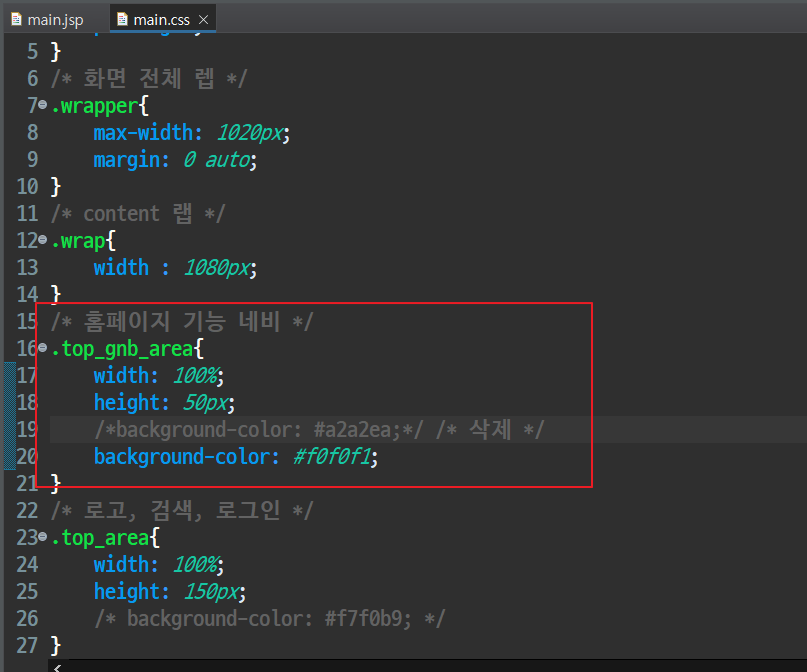 main.jsp main.css
5 }
6 /* 화면 전체 렙 */
7 .wrapper{
8 max-width: 1020px;
9 margin: 0 auto;
10 }
11 /* content 랩 */
12 .wrap{
13 width : 1080px;
14 }
15 /* 홈페이지 기능 네비 */
16 .top_gnb_area{
17 width: 100%;
18 height: 50px;
19 /*background-color: #a2a2ea;*/ /* 삭제 */
20 background-color: #f0f0f1;
21 }
22 /* 로고, 검색, 로그인 */
23 .top_area{
24 width: 100%;
25 height: 150px;
26 /* background-color: #f7f0b9; */
27 }